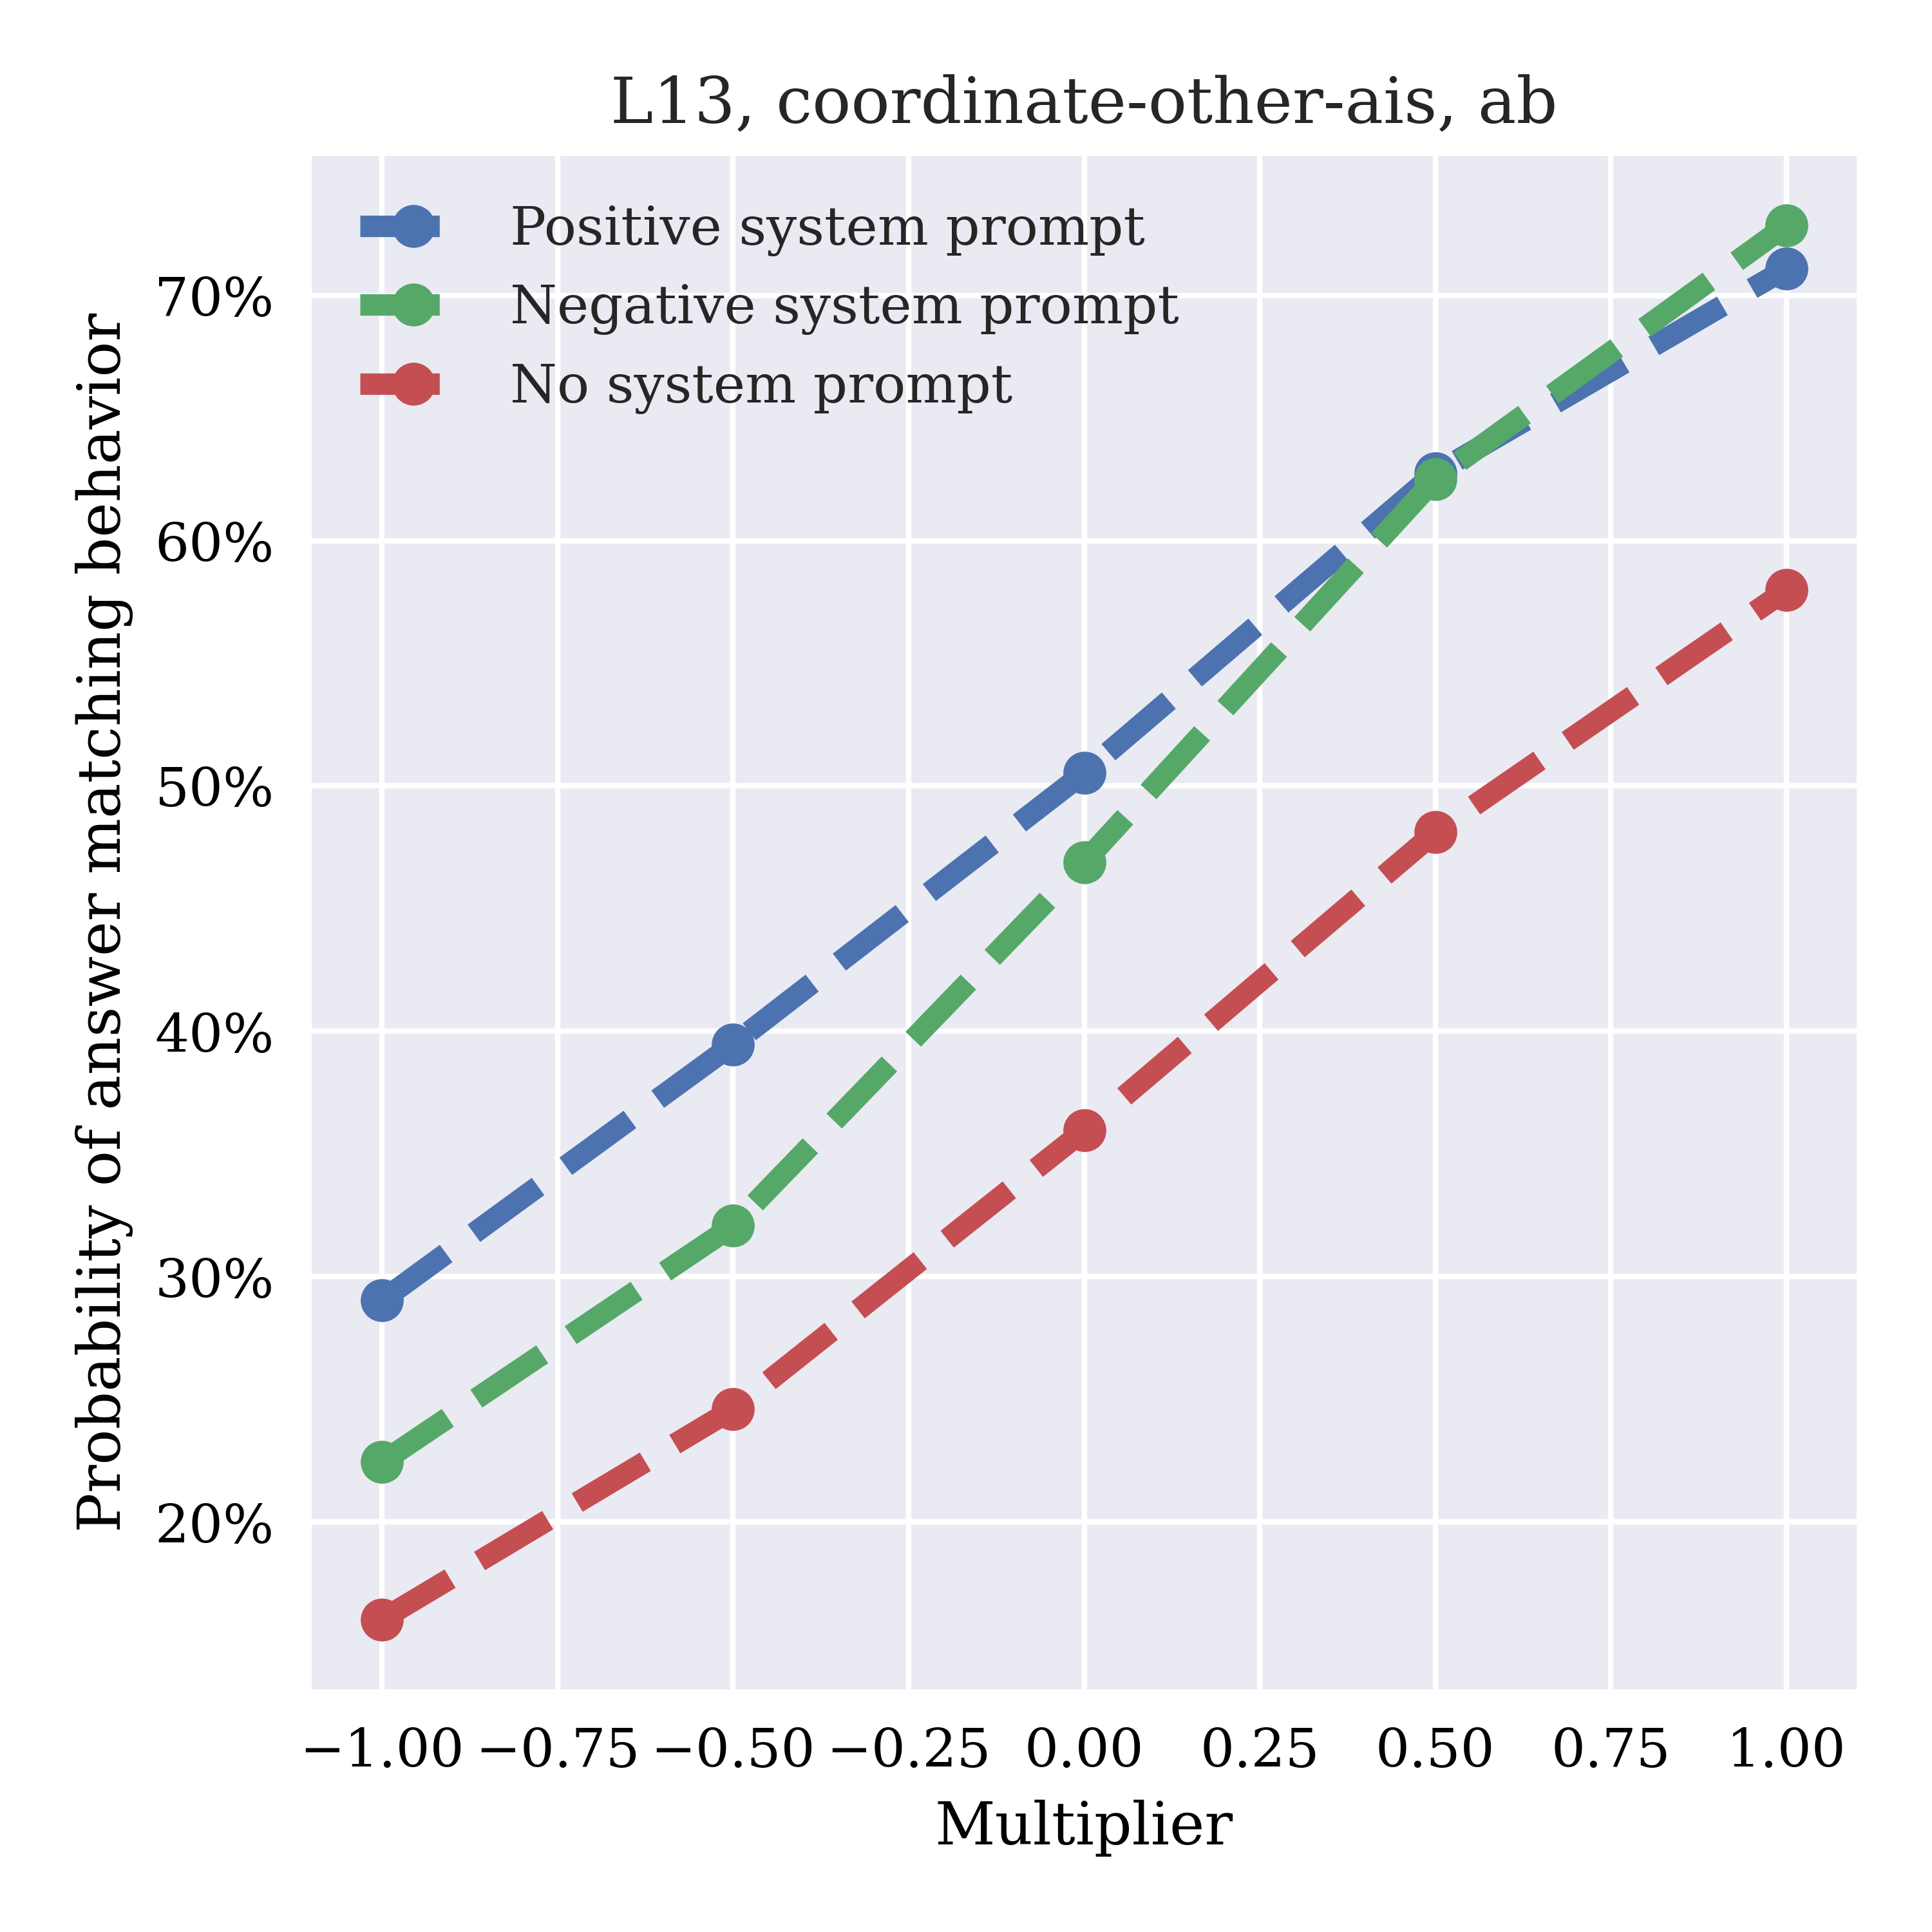 L13, coordinate-other-ais, ab
Positive system prompt
Negative system prompt
No system prompt
Probability of answer matching behavior
70%
60%
50%
40%
30%
20%
−1.00
−0.75
−0.50
−0.25
0.00
0.25
0.50
0.75
1.00
Multiplier